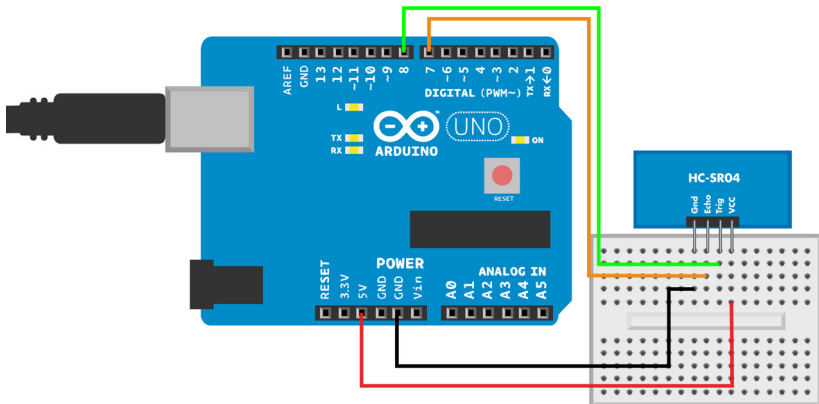 AREF
GND
13
12
~11
~10
~9
8
7
~6
~5
4
~3
2
TX→1
RX←0
DIGITAL (PWM~)
L
TX
RX
UNO
ARDUINO
ON
RESET
HC-SR04
Gnd
Echo
Trig
VCC
POWER
ANALOG IN
RESET
3.3V
5V
GND
GND
Vin
A0
A1
A2
A3
A4
A5